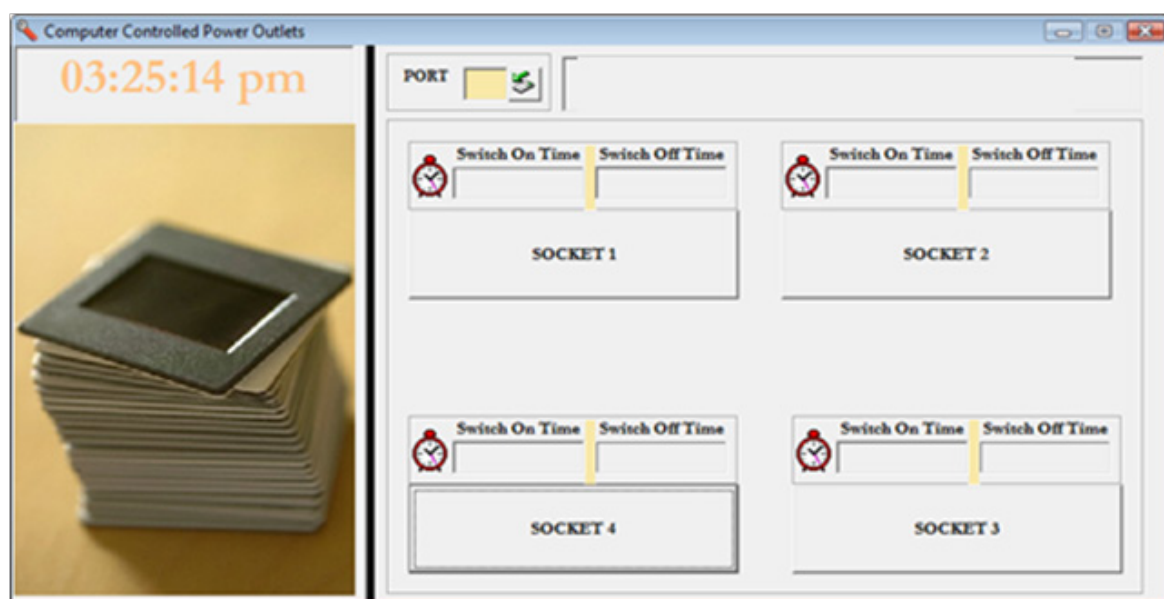 Computer Controlled Power Outlets
03:25:14 pm
PORT
Switch On Time Switch Off Time
SOCKET 1
Switch On Time Switch Off Time
SOCKET 2
Switch On Time Switch Off Time
SOCKET 4
Switch On Time Switch Off Time
SOCKET 3